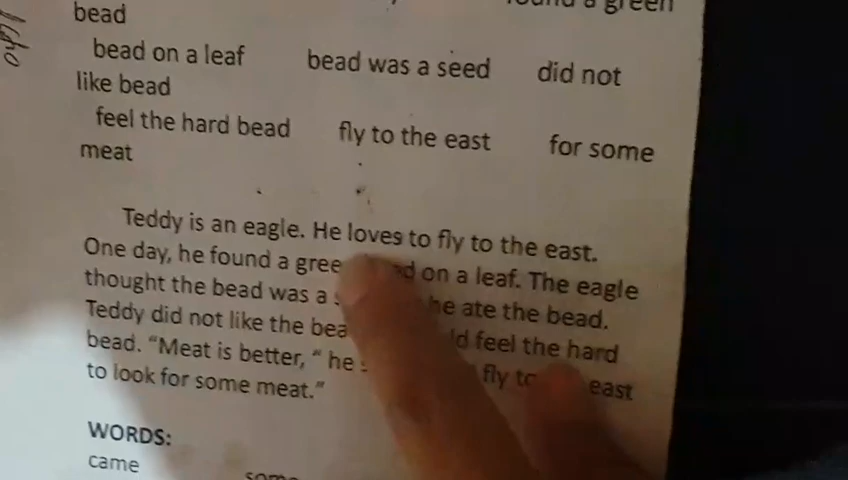 a green
bead
bead on a leaf bead was a seed did not
like bead
feel the hard bead fly to the east for some
meat
Teddy is an eagle. He loves to fly to the east.
One day, he found a on a leaf. The eagle
thought the bead was a he ate the bead.
Teddy did not like the feel the hard
bead. “Meat is better, “ he fly east
to look for some meat.”
WORDS:
came